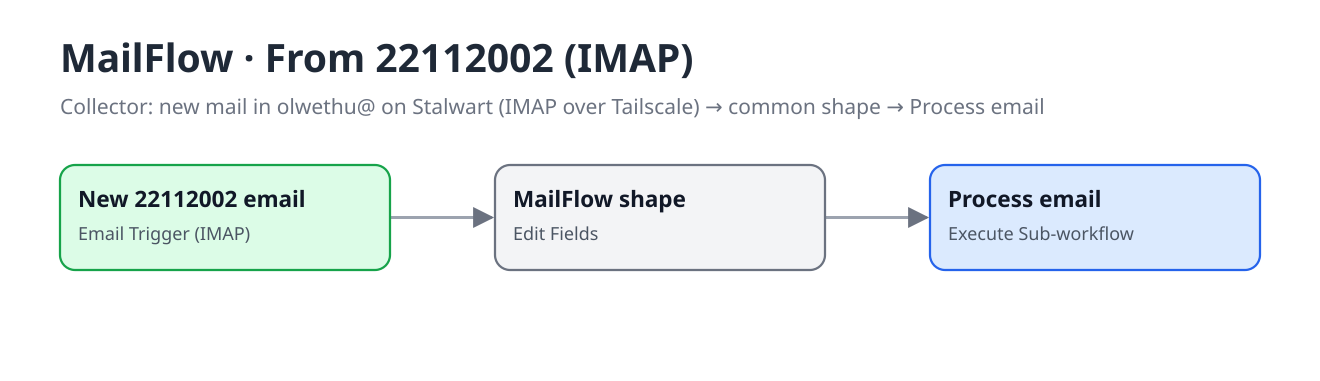 MailFlow · From 22112002 (IMAP)
Collector: new mail in olwethu@ on Stalwart (IMAP over Tailscale) → common shape → Process email
New 22112002 email
Email Trigger (IMAP)
MailFlow shape
Edit Fields
Process email
Execute Sub-workflow